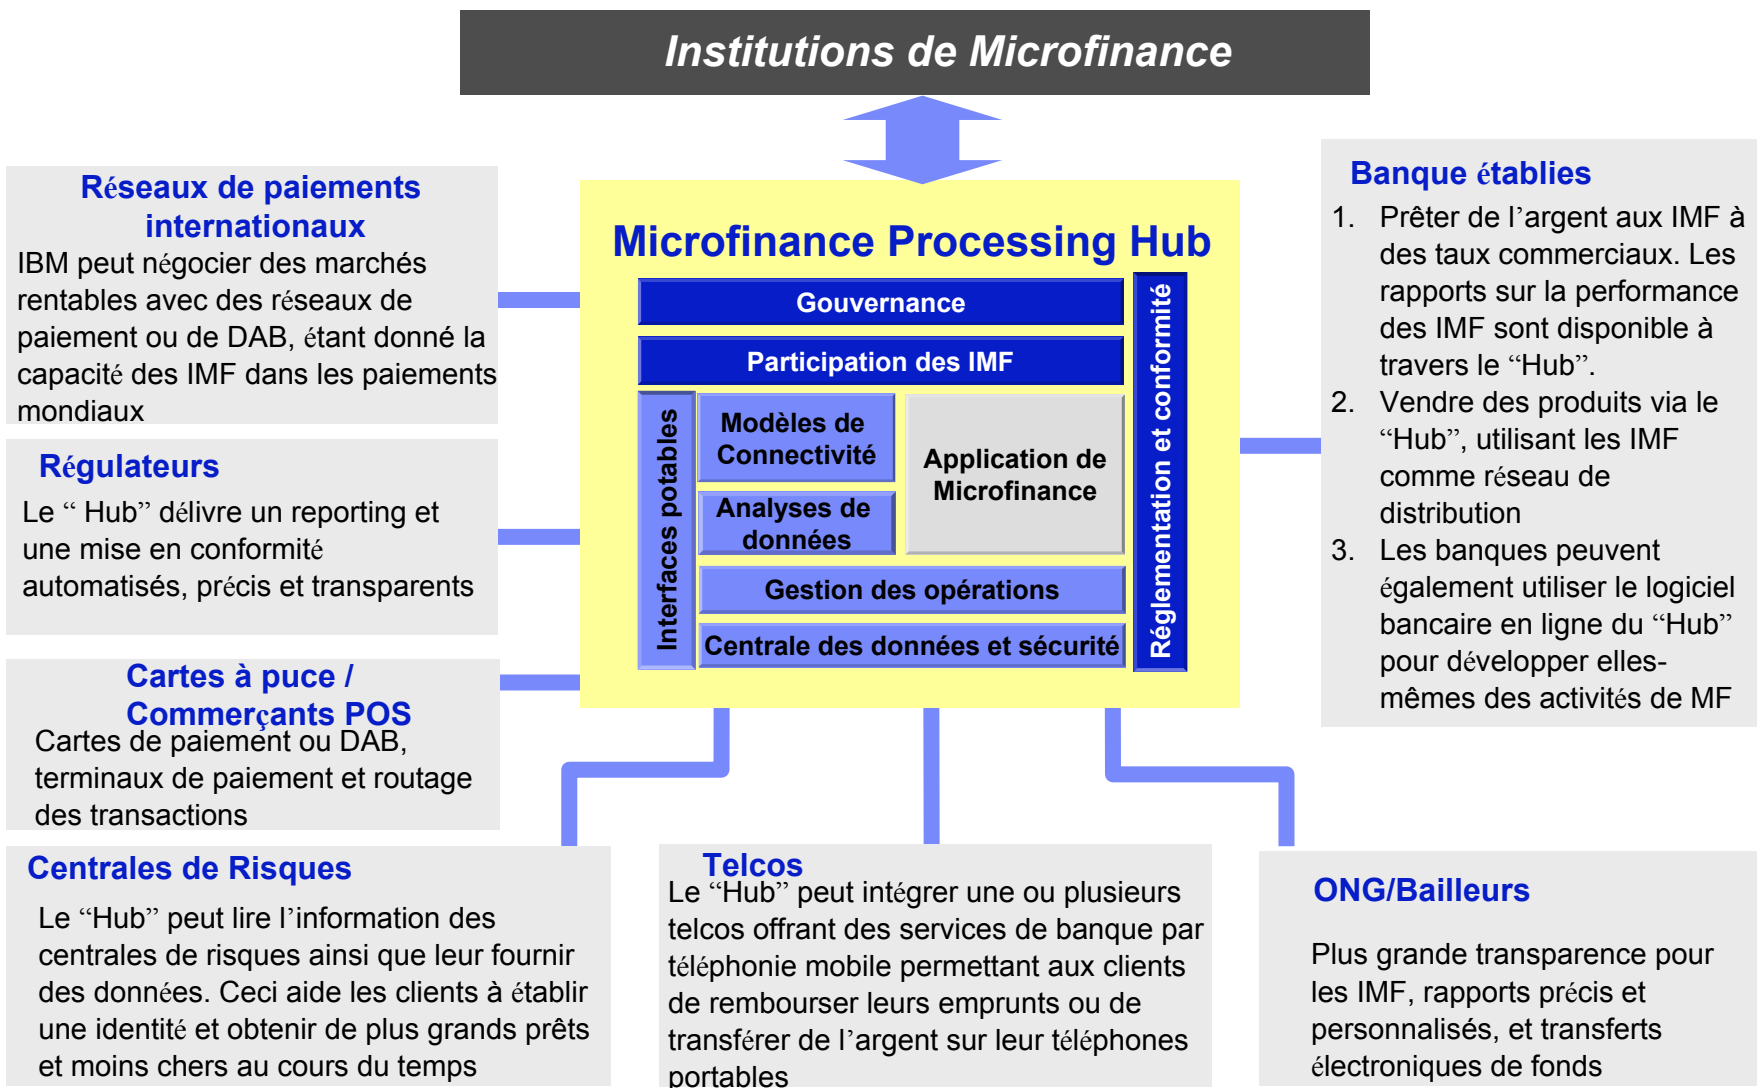 Institutions de Microfinance
Réseaux de paiements
internationaux
IBM peut négocier des marchés
rentables avec des réseaux de
paiement ou de DAB, étant donné la
capacité des IMF dans les paiements
mondiaux
Régulateurs
Le “ Hub” délivre un reporting et
une mise en conformité
automatisés, précis et transparents
Cartes à puce /
Commerçants POS
Cartes de paiement ou DAB,
terminaux de paiement et routage
des transactions
Microfinance Processing Hub
Gouvernance
Participation des IMF
Interfaces potables
Modèles de
Connectivité
Analyses de
données
Application de
Microfinance
Gestion des opérations
Centrale des données et sécurité
Réglementation et conformité
Banque établies
1. Prêter de l’argent aux IMF à
des taux commerciaux. Les
rapports sur la performance
des IMF sont disponible à
travers le “Hub”.
2. Vendre des produits via le
“Hub”, utilisant les IMF
comme réseau de
distribution
3. Les banques peuvent
également utiliser le logiciel
bancaire en ligne du “Hub”
pour développer elles-
mêmes des activités de MF
Centrales de Risques
Le “Hub” peut lire l’information des
centrales de risques ainsi que leur fournir
des données. Ceci aide les clients à établir
une identité et obtenir de plus grands prêts
et moins chers au cours du temps
Telcos
Le “Hub” peut intégrer une ou plusieurs
telcos offrant des services de banque par
téléphonie mobile permettant aux clients
de rembourser leurs emprunts ou de
transférer de l’argent sur leur téléphones
portables
ONG/Bailleurs
Plus grande transparence pour
les IMF, rapports précis et
personnalisés, et transferts
électroniques de fonds